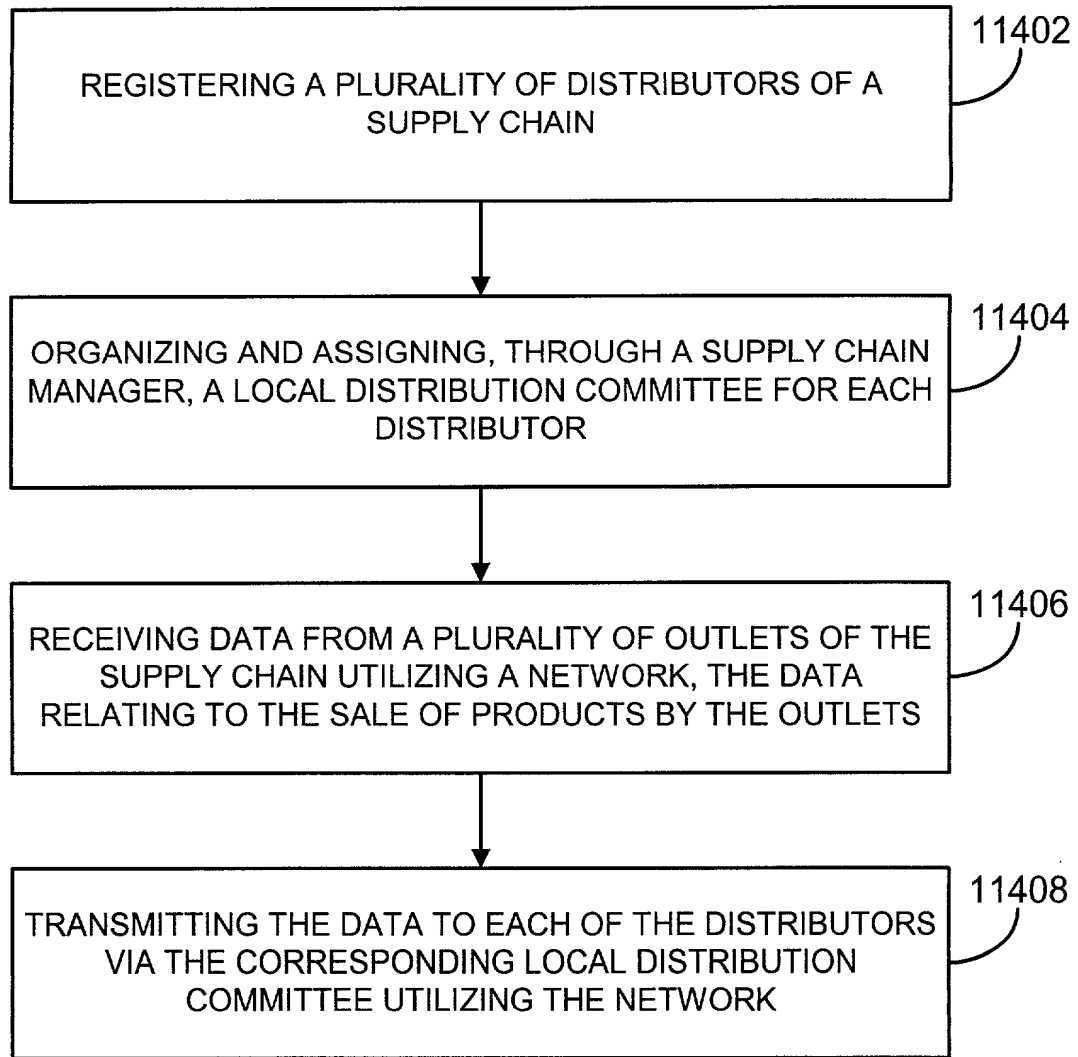 11402
REGISTERING A PLURALITY OF DISTRIBUTORS OF A
SUPPLY CHAIN
11404
ORGANIZING AND ASSIGNING, THROUGH A SUPPLY CHAIN
MANAGER, A LOCAL DISTRIBUTION COMMITTEE FOR EACH
DISTRIBUTOR
11406
RECEIVING DATA FROM A PLURALITY OF OUTLETS OF THE
SUPPLY CHAIN UTILIZING A NETWORK, THE DATA
RELATING TO THE SALE OF PRODUCTS BY THE OUTLETS
11408
TRANSMITTING THE DATA TO EACH OF THE DISTRIBUTORS
VIA THE CORRESPONDING LOCAL DISTRIBUTION
COMMITTEE UTILIZING THE NETWORK